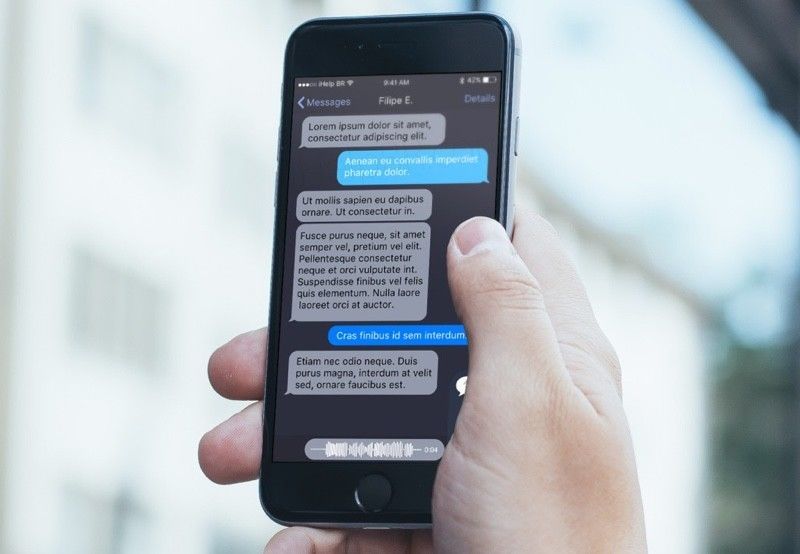 iHelp BR 9:41 AM 42%
Messages Filipe E. Details
Lorem ipsum dolor sit amet,
consectetur adipiscing elit.
Aenean eu convallis imperdiet
pharetra dolor.
Ut mollis sapien eu dapibus
ornare. Ut consectetur in.
Fusce purus neque, sit amet
semper vel, pretium vel elit.
Pellentesque consectetur
neque et orci vulputate int.
Suspendisse finibus vel felis
quis elementum. Nulla laore
laoreet orci at auctor.
Cras finibus id sem interdum.
Etiam nec odio neque. Duis
purus magna, interdum at velit
sed, ornare faucibus est.
0:04